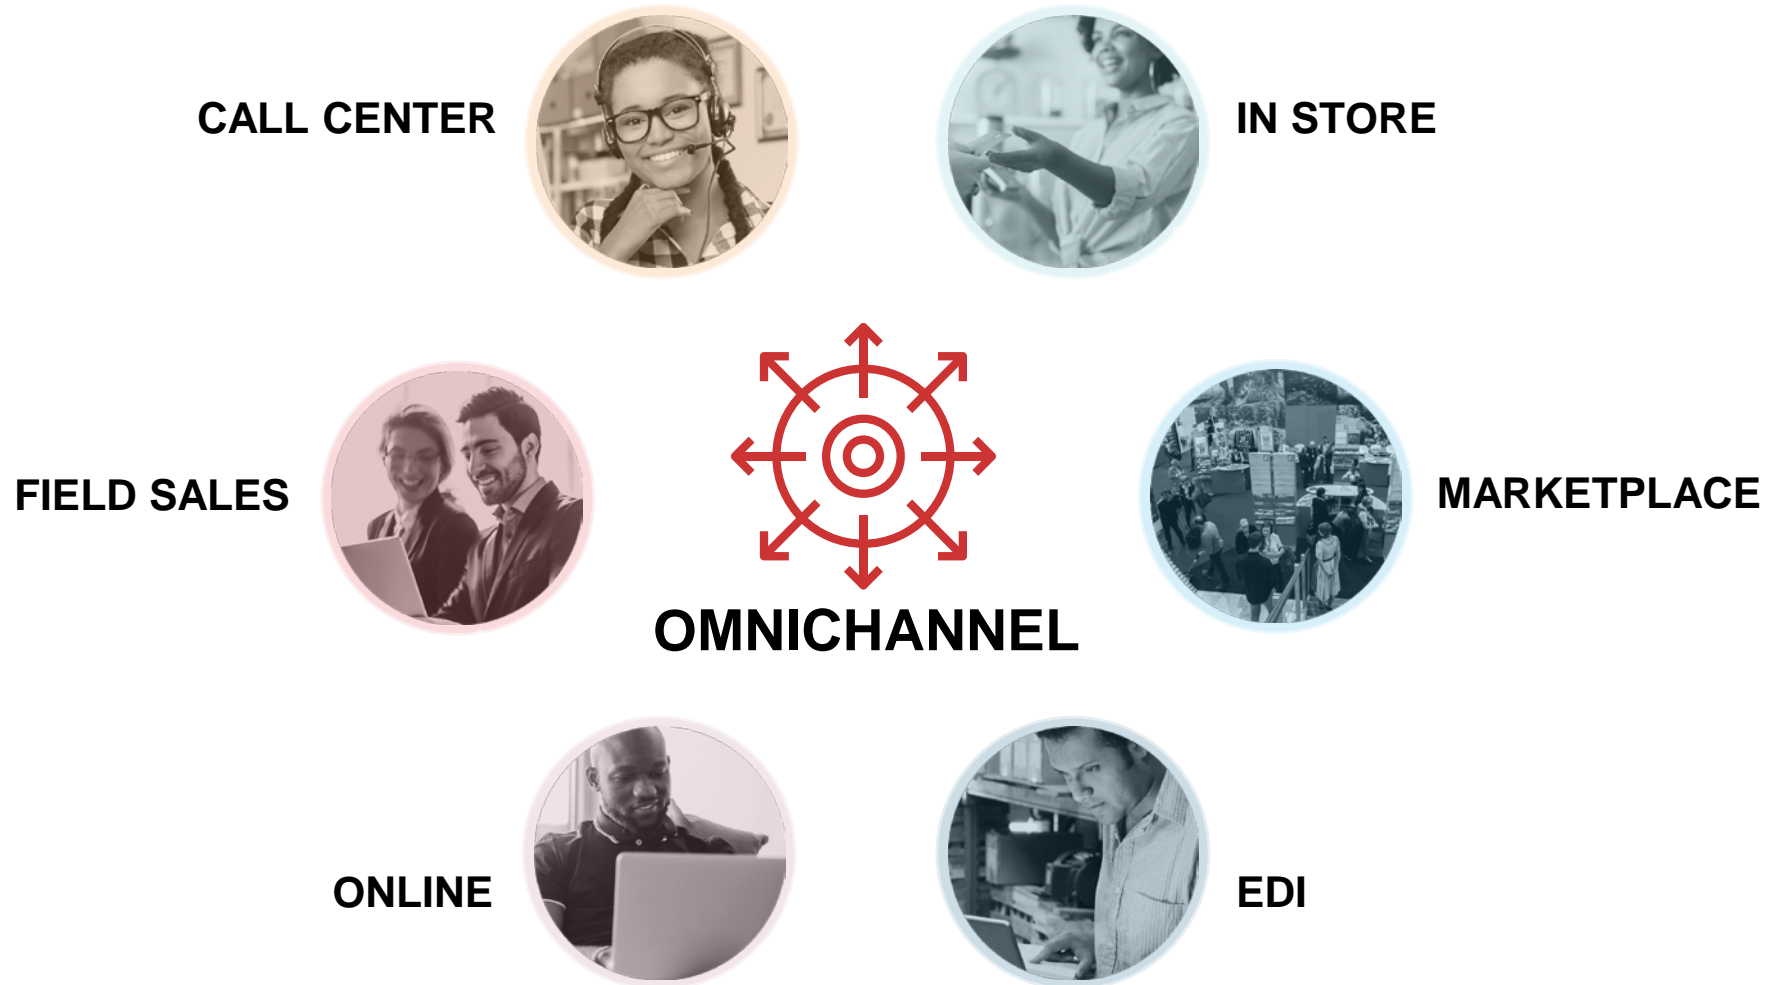 CALL CENTER
IN STORE
FIELD SALES
MARKETPLACE
OMNICHANNEL
ONLINE
EDI